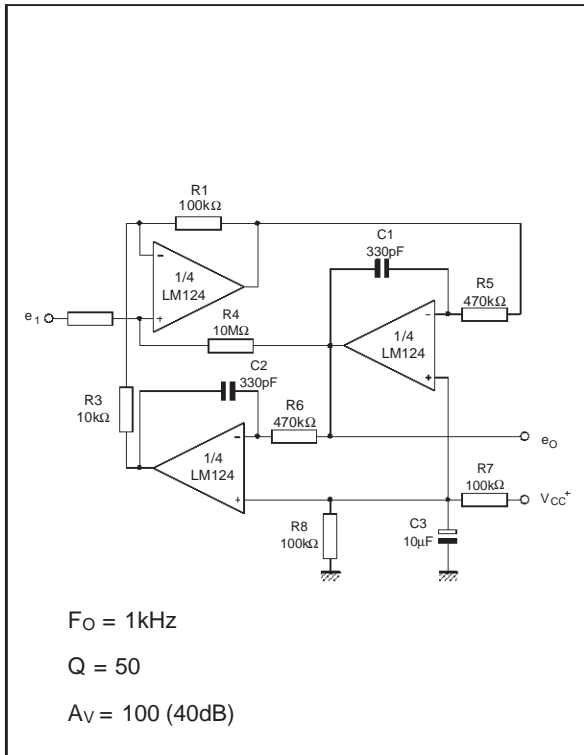 R1
100kΩ
C1
330pF
1/4
LM124
R5
470kΩ
e1
R4
10MΩ
1/4
LM124
C2
330pF
R3
10kΩ
R6
470kΩ
1/4
LM124
eO
R7
100kΩ
VCC+
R8
100kΩ
C3
10μF
FO = 1kHz
Q = 50
AV = 100 (40dB)